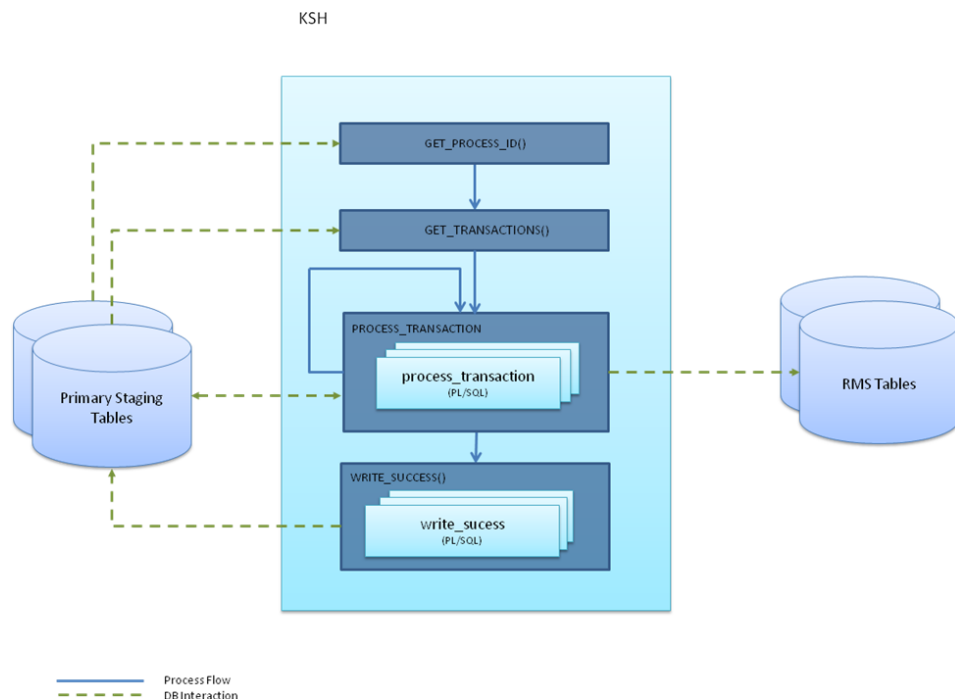 KSH
GET_PROCESS_ID()
GET_TRANSACTIONS()
PROCESS_TRANSACTION
process_transaction
(PL/SQL)
Primary Staging
Tables
RMS Tables
WRITE_SUCCESS()
write_sucess
(PL/SQL)
Process Flow
DB Interaction